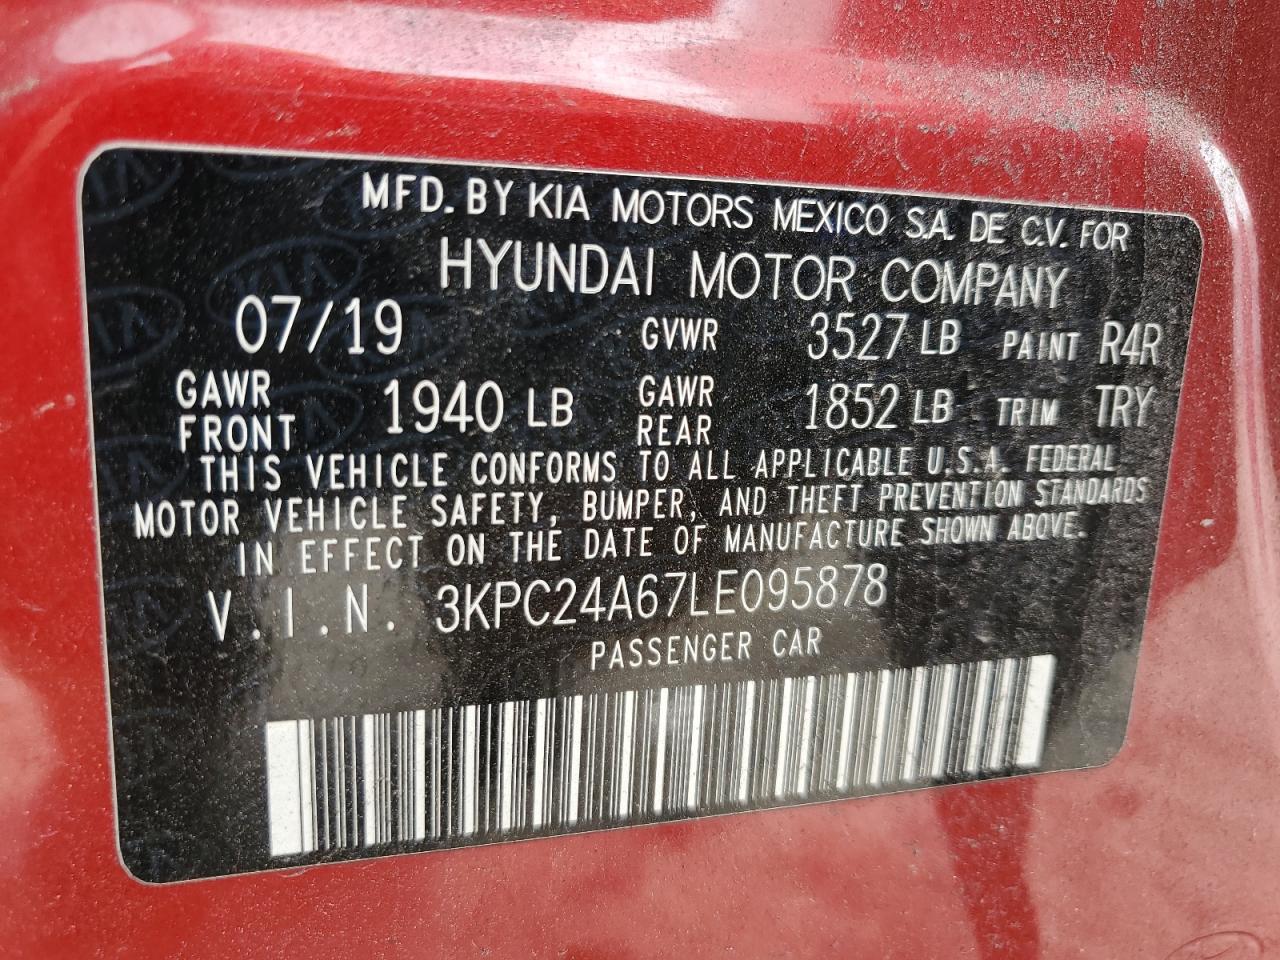 MFD. BY KIA MOTORS MEXICO S.A. DE C.V. FOR
HYUNDAI MOTOR COMPANY
07/19 GVWR 3527 LB PAINT R4R
GAWR FRONT 1940 LB GAWR REAR 1852 LB TRIM TRY
THIS VEHICLE CONFORMS TO ALL APPLICABLE U.S.A. FEDERAL
MOTOR VEHICLE SAFETY, BUMPER, AND THEFT PREVENTION STANDARDS
IN EFFECT ON THE DATE OF MANUFACTURE SHOWN ABOVE.
V.I.N. 3KPC24A67LE095878
PASSENGER CAR